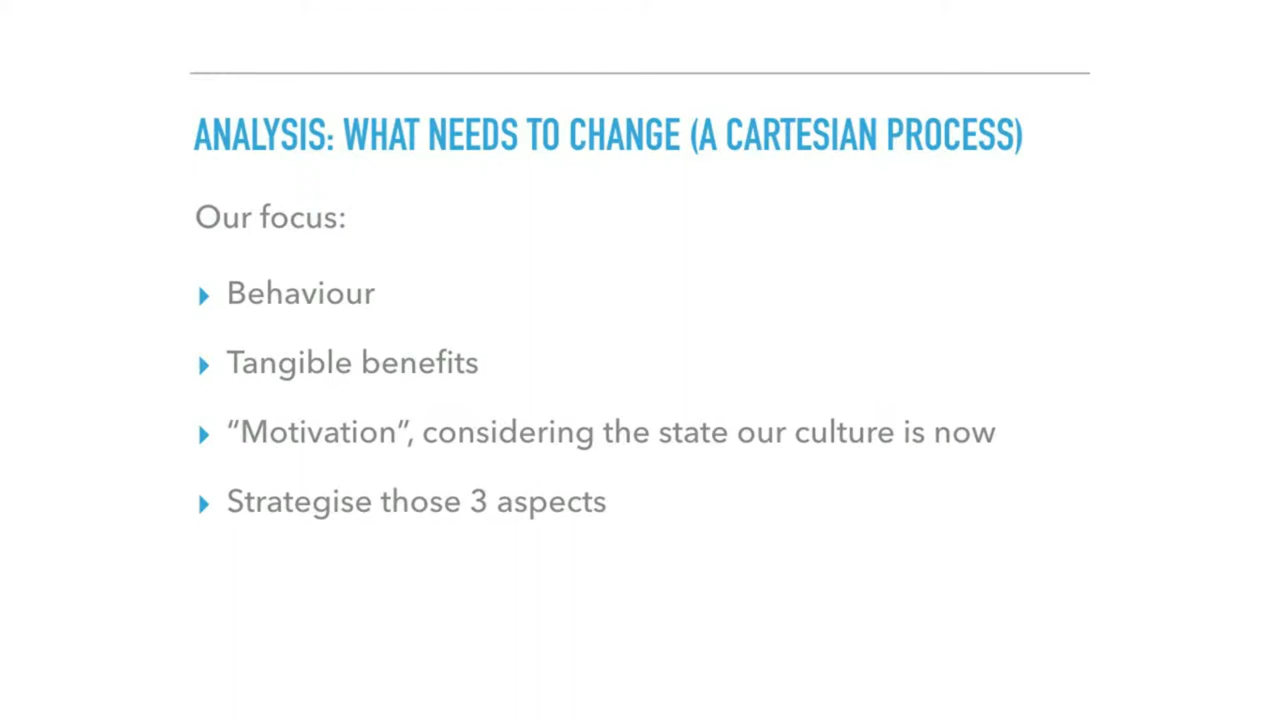 ANALYSIS: WHAT NEEDS TO CHANGE (A CARTESIAN PROCESS)
Our focus:
Behaviour
Tangible benefits
“Motivation”, considering the state our culture is now
Strategise those 3 aspects